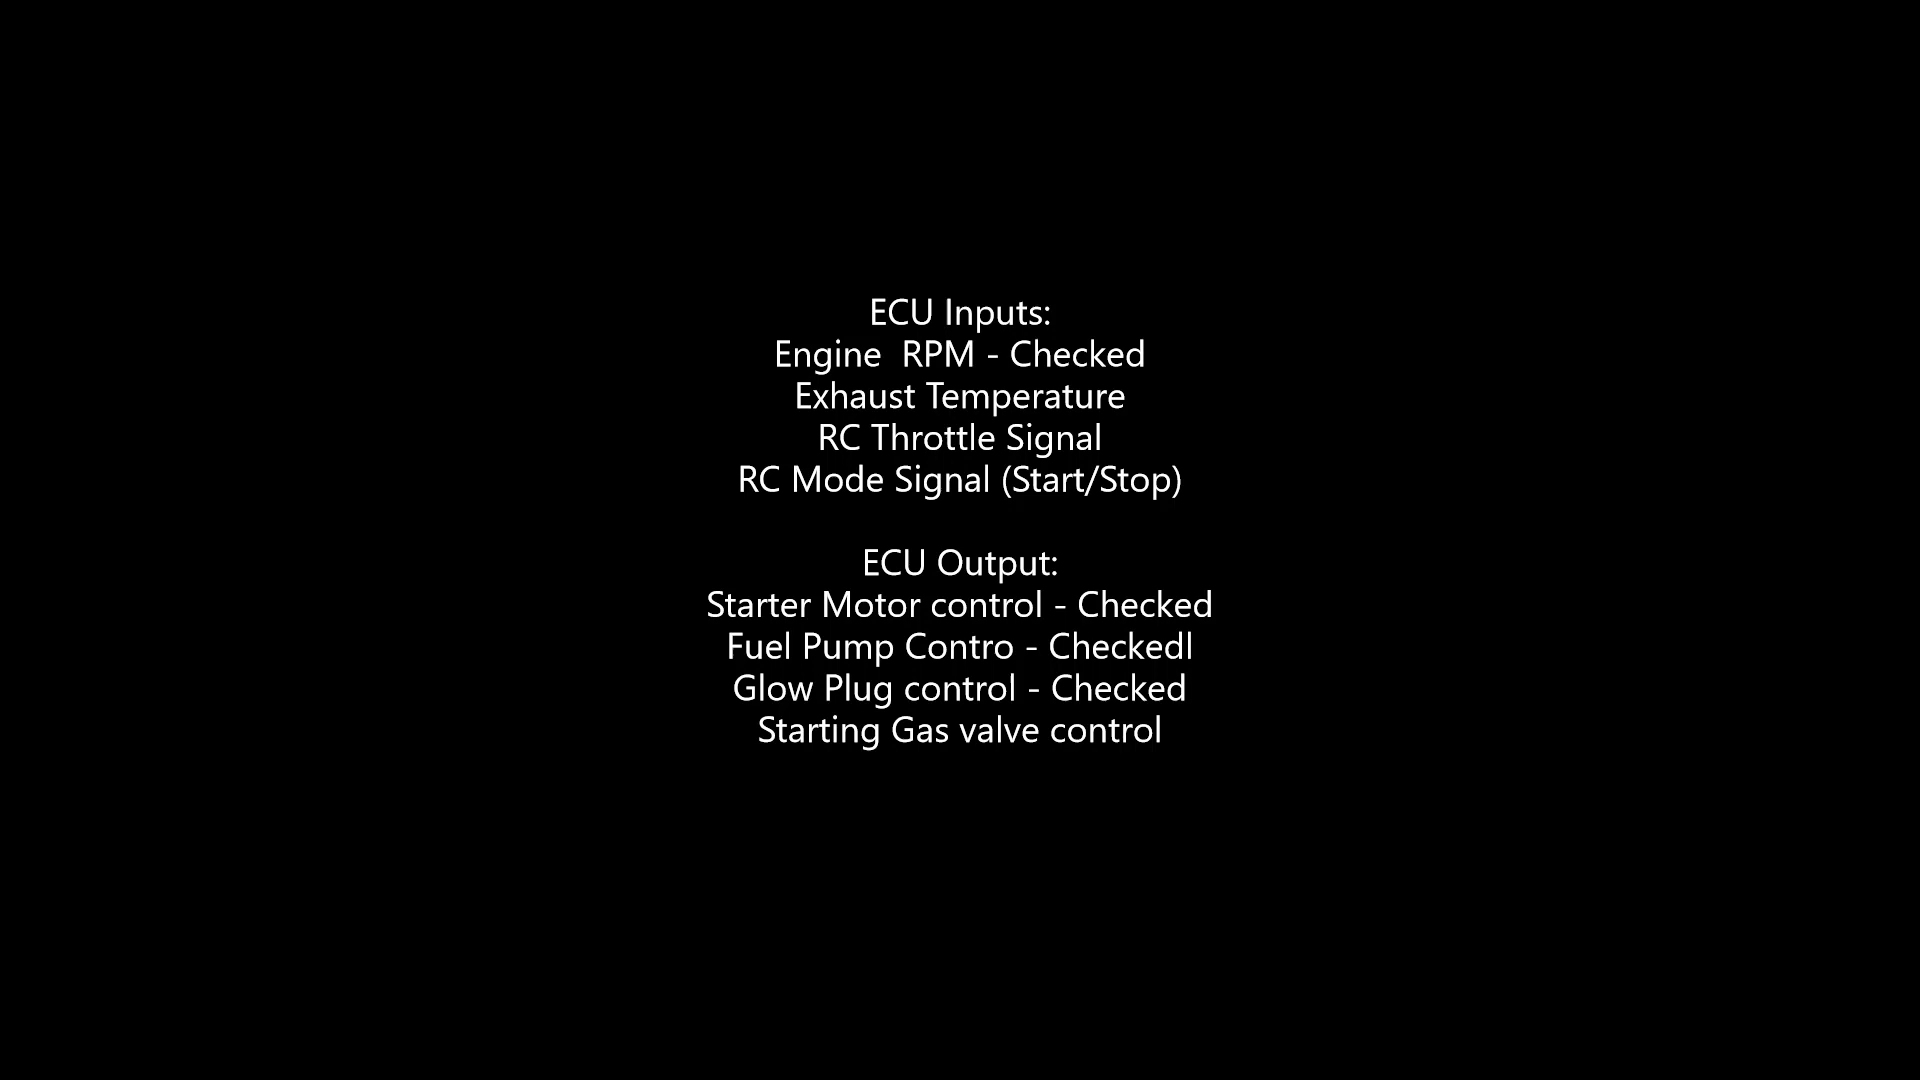 ECU Inputs:
Engine  RPM - Checked
Exhaust Temperature
RC Throttle Signal
RC Mode Signal (Start/Stop)
ECU Output:
Starter Motor control - Checked
Fuel Pump Contro - Checkedl
Glow Plug control - Checked
Starting Gas valve control